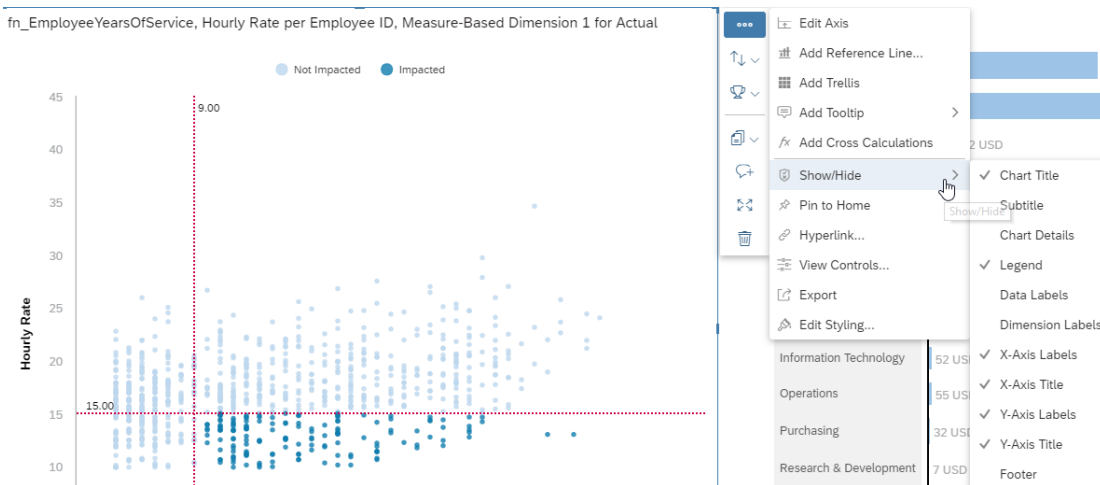 fn_EmployeeYearsOfService, Hourly Rate per Employee ID, Measure-Based Dimension 1 for Actual
Not Impacted
Impacted
45
40
35
30
25
20
15
10
Hourly Rate
9.00
15.00
Edit Axis
Add Reference Line...
Add Trellis
Add Tooltip
Add Cross Calculations
Show/Hide
Pin to Home
Hyperlink...
View Controls...
Export
Edit Styling...
Show/Hide
Chart Title
Subtitle
Chart Details
Legend
Data Labels
Dimension Labels
X-Axis Labels
X-Axis Title
Y-Axis Labels
Y-Axis Title
Footer
2 USD
Information Technology
52 US
Operations
55 US
Purchasing
32 USD
Research & Development
7 USD